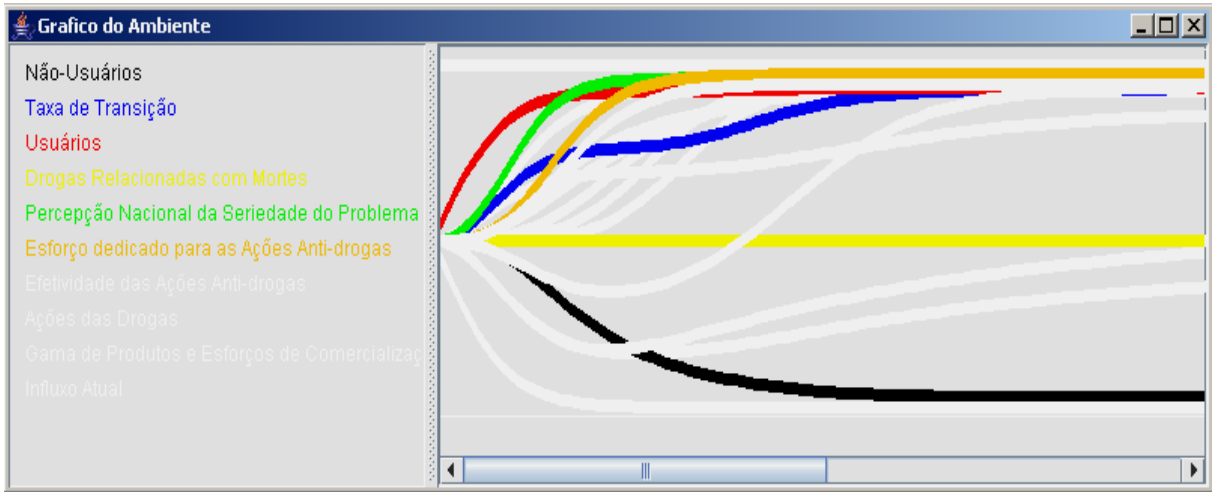 Grafico do Ambiente
Não-Usuários
Taxa de Transição
Usuários
Drogas Relacionadas com Mortes
Percepção Nacional da Seriedade do Problema
Esforço dedicado para as Ações Anti-drogas
Efetividade das Ações Anti-drogas
Ações das Drogas
Gama de Produtos e Esforços de Comercializaç
Influxo Atual